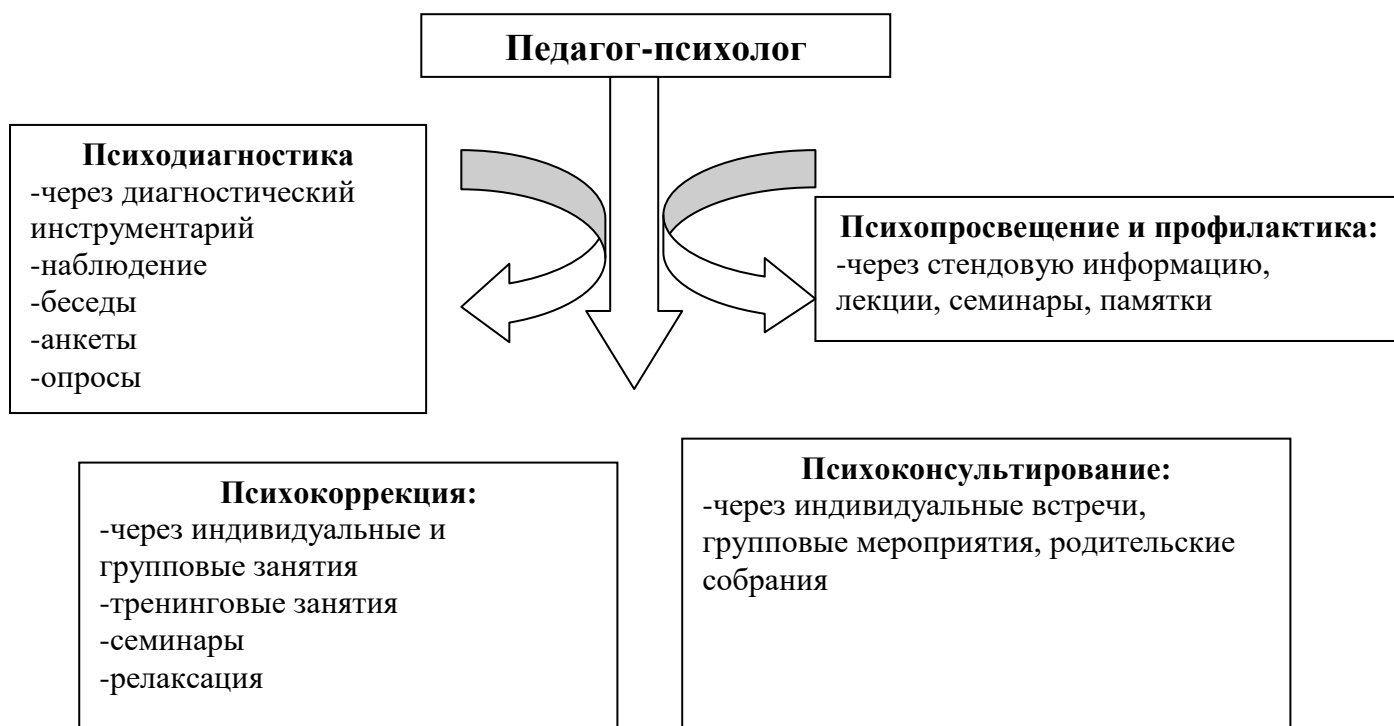 Педагог-психолог
Психодиагностика
-через диагностический
инструментарий
-наблюдение
-беседы
-анкеты
-опросы
Психопросвещение и профилактика:
-через стендовую информацию,
лекции, семинары, памятки
Психокоррекция:
-через индивидуальные и
групповые занятия
-тренинговые занятия
-семинары
-релаксация
Психоконсультирование:
-через индивидуальные встречи,
групповые мероприятия, родительские
собрания